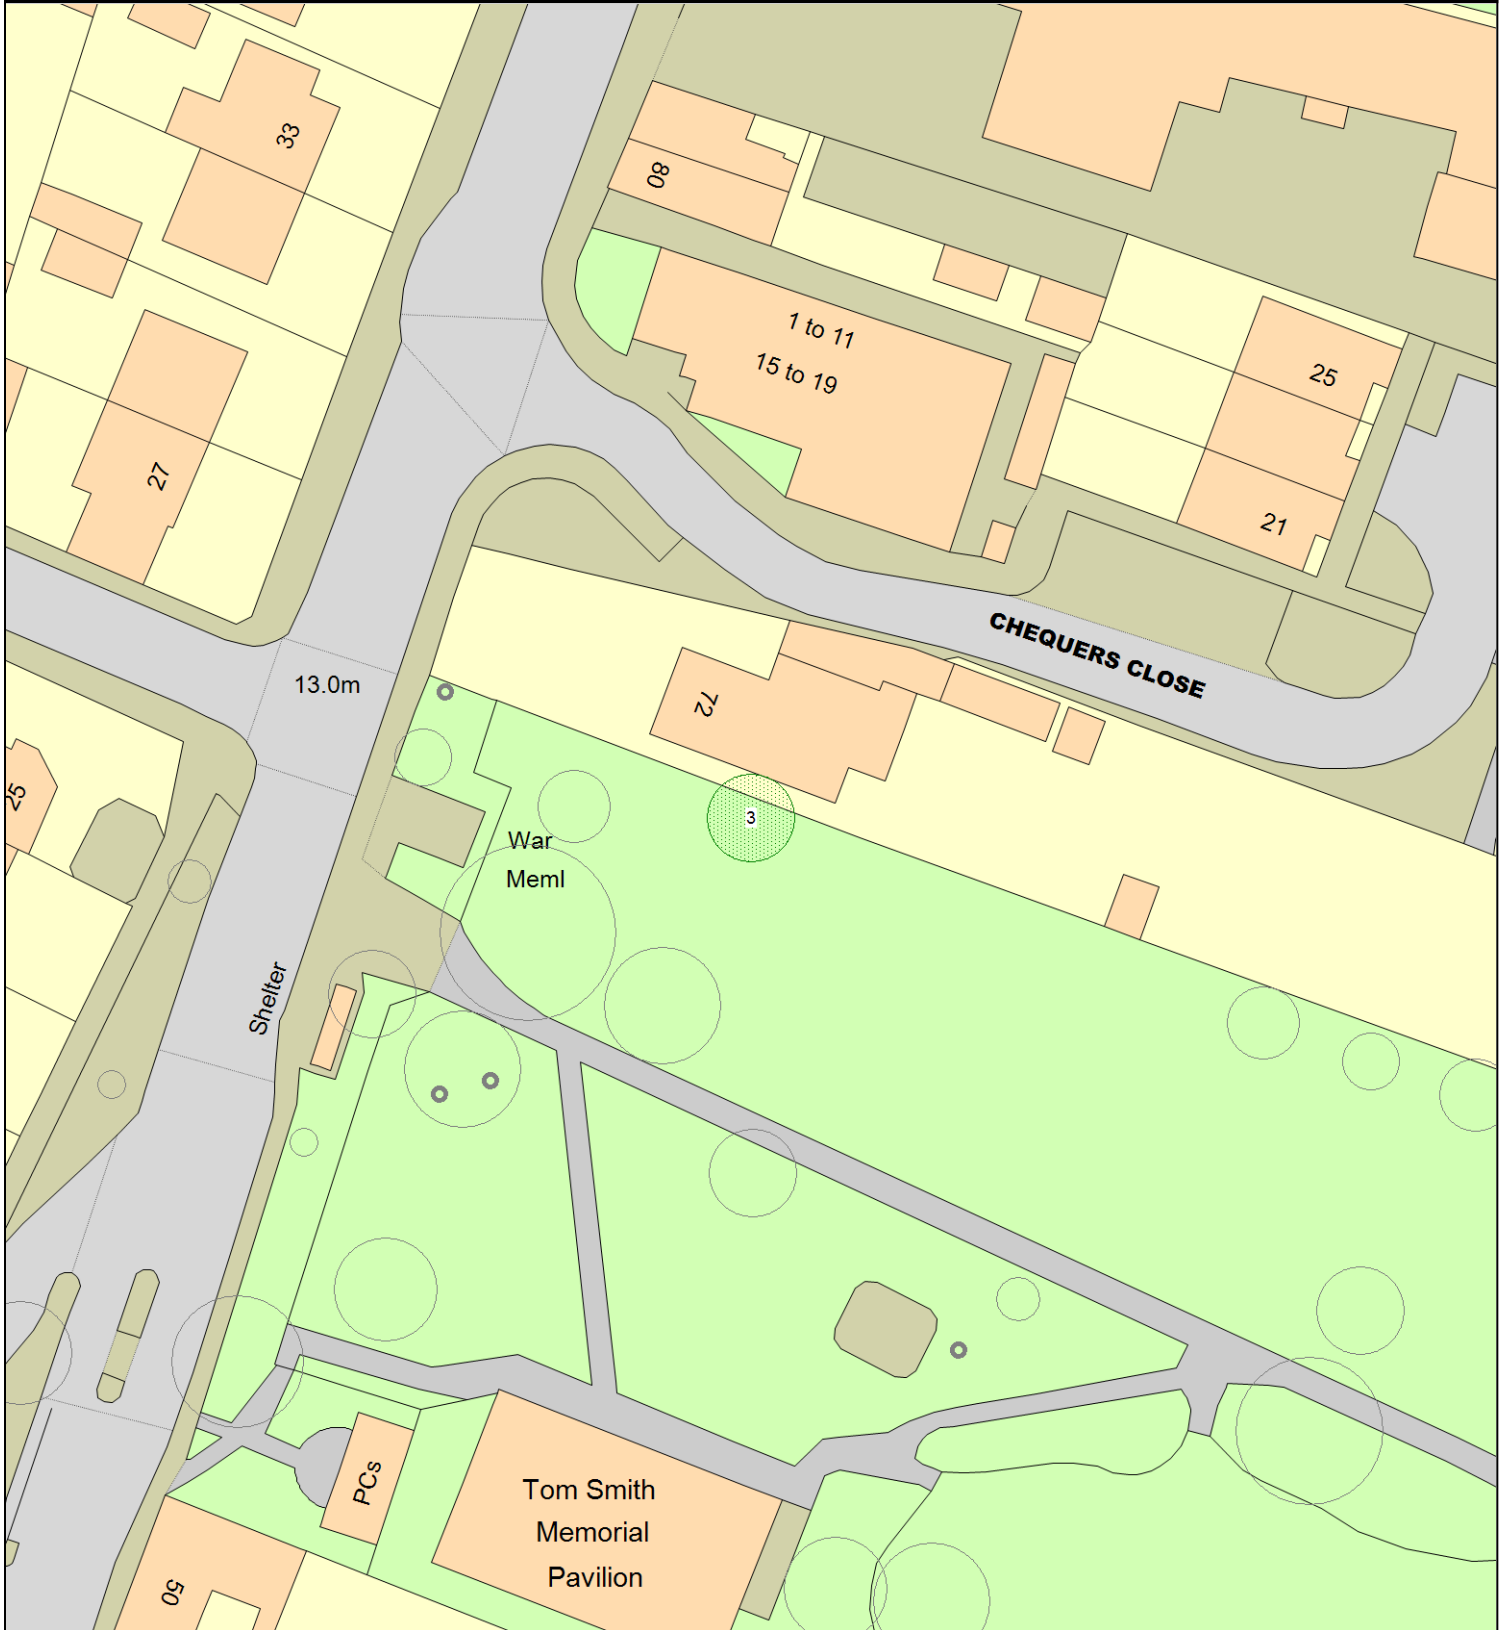 33
80
1 to 11
15 to 19
25
27
21
CHEQUERS CLOSE
13.0m
72
25
3
War
Meml
Shelter
PCs
Tom Smith
Memorial
Pavilion
50